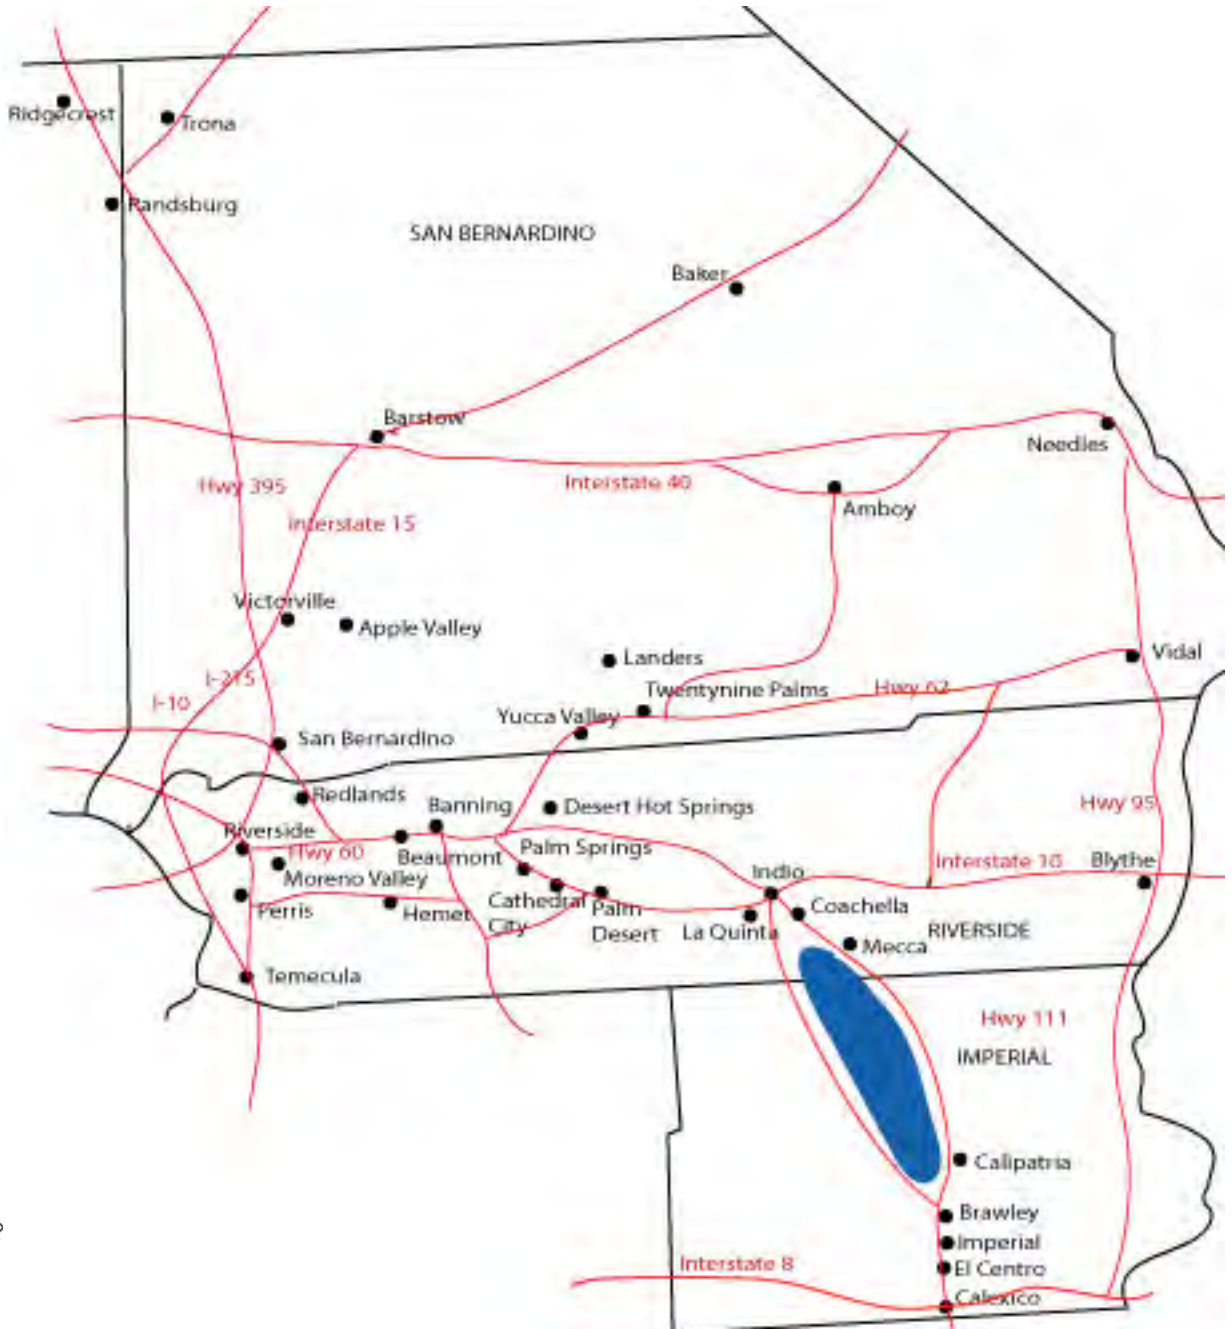 Ridgecrest
Trona
Randsburg
SAN BERNARDINO
Baker
Barstow
Needles
Hwy 395
Interstate 40
Amboy
Interstate 15
Victorville
Apple Valley
Landers
Vidal
I-215
Twentynine Palms
Hwy 62
I-10
Yucca Valley
San Bernardino
Redlands
Banning
Desert Hot Springs
Hwy 95
Riverside
Hwy 60
Beaumont
Palm Springs
Interstate 10
Blythe
Moreno Valley
Indio
Perris
Hemet
Cathedral
City
Palm
Desert
La Quinta
Coachella
RIVERSIDE
Mecca
Temecula
Hwy 111
IMPERIAL
Calipatria
Brawley
Imperial
Interstate 8
El Centro
Calexico